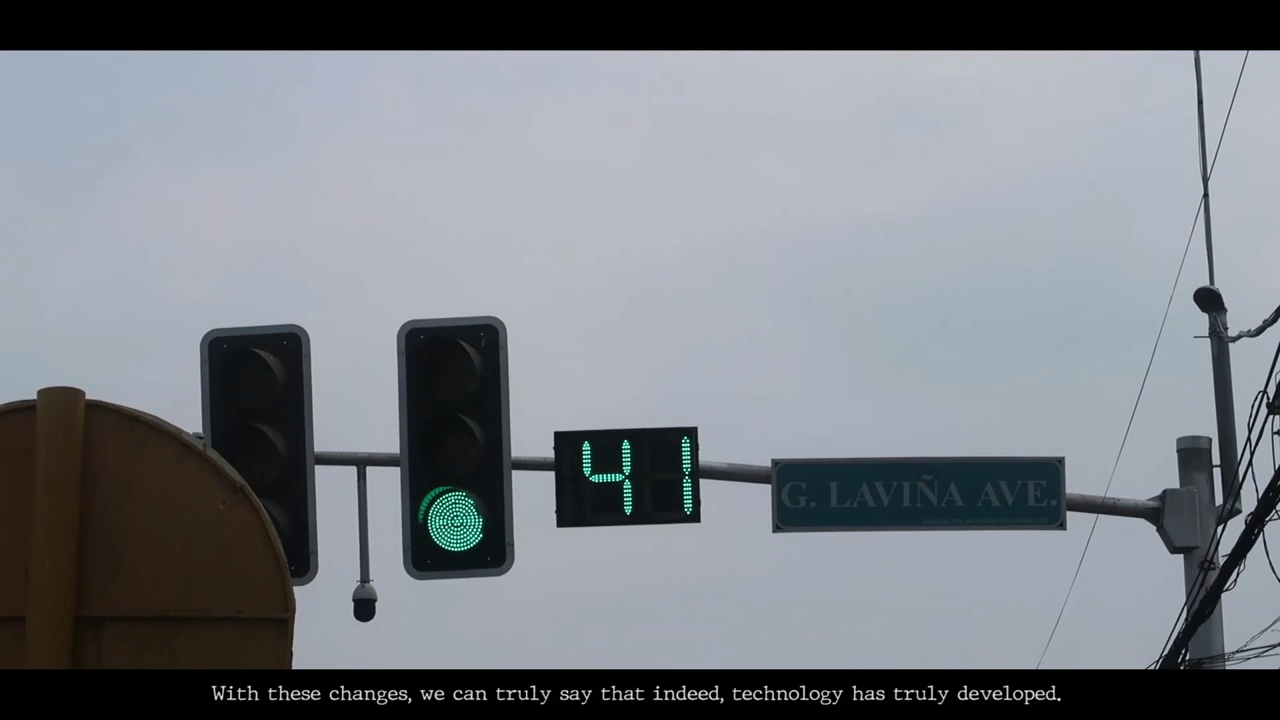 41
G. LAVIÑA AVE.
With these changes, we can truly say that indeed, technology has truly developed.